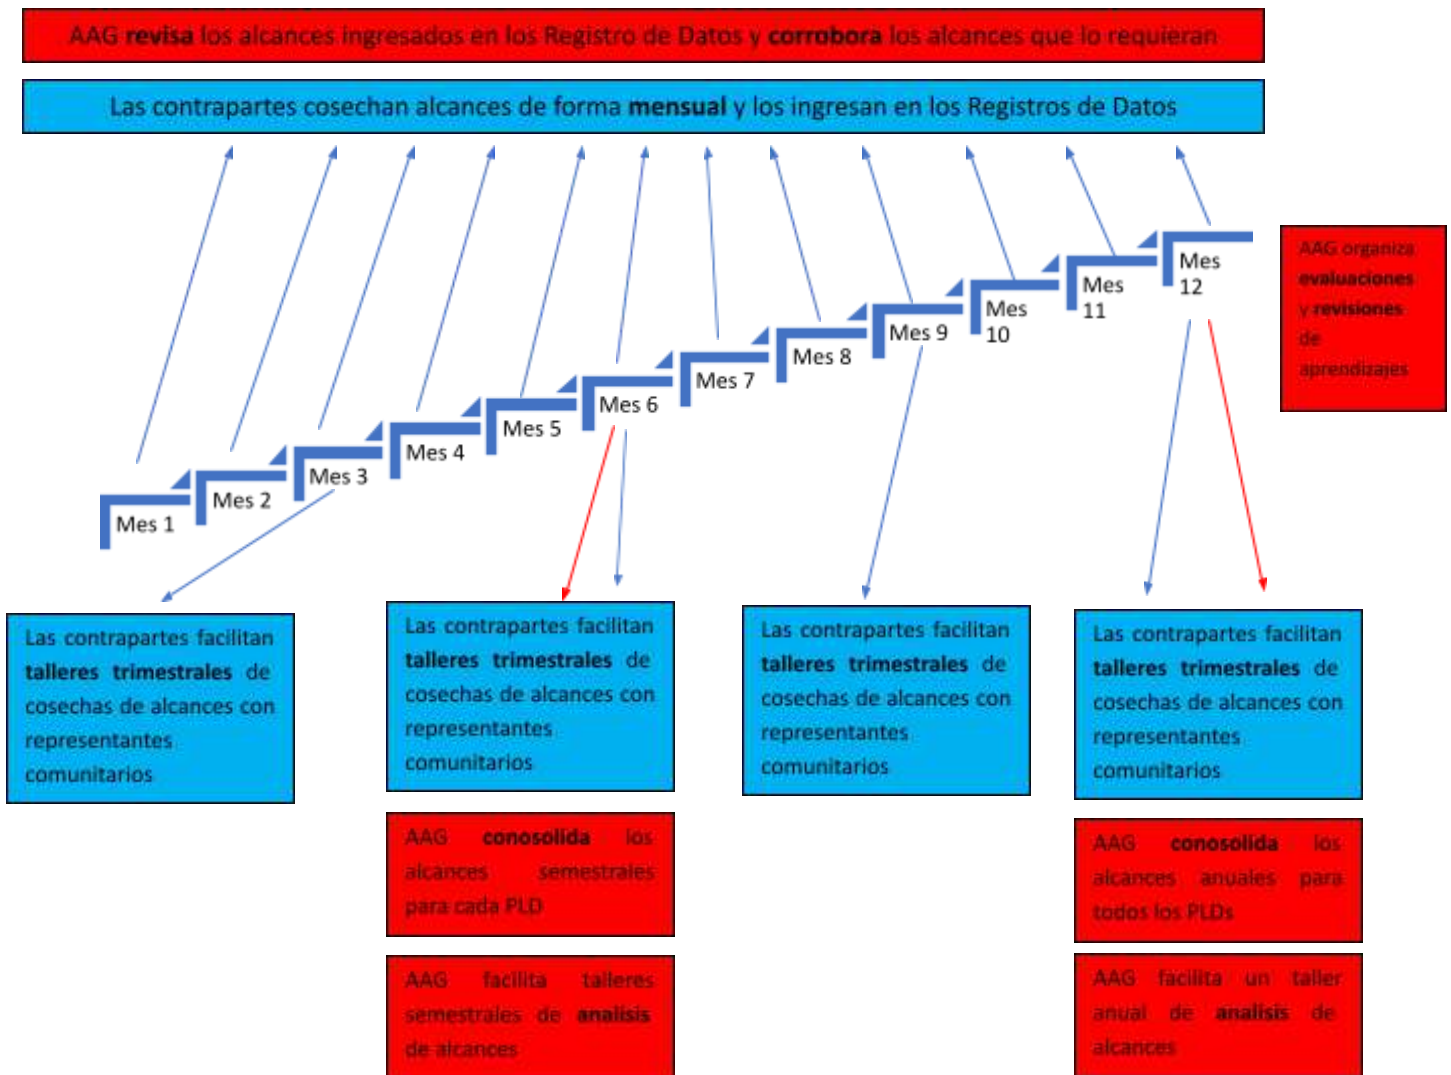 AAG revisa los alcances ingresados en los Registro de Datos y corrobora los alcances que lo requieran
Las contrapartes cosechan alcances de forma mensual y los ingresan en los Registros de Datos
Mes 1
Mes 2
Mes 3
Mes 4
Mes 5
Mes 6
Mes 7
Mes 8
Mes 9
Mes
10
Mes
11
Mes
12
AAG organiza
evaluaciones
y revisiones
de
aprendizajes
Las contrapartes facilitan
talleres trimestrales de
cosechas de alcances con
representantes
comunitarios
Las contrapartes facilitan
talleres trimestrales de
cosechas de alcances con
representantes
comunitarios
Las contrapartes facilitan
talleres trimestrales de
cosechas de alcances con
representantes
comunitarios
Las contrapartes facilitan
talleres trimestrales de
cosechas de alcances con
representantes
comunitarios
AAG conosolida los
alcances semestrales
para cada PLD
AAG conosolida los
alcances anuales para
todos los PLDs
AAG facilita talleres
semestrales de analisis
de alcances
AAG facilita un taller
anual de analisis de
alcances